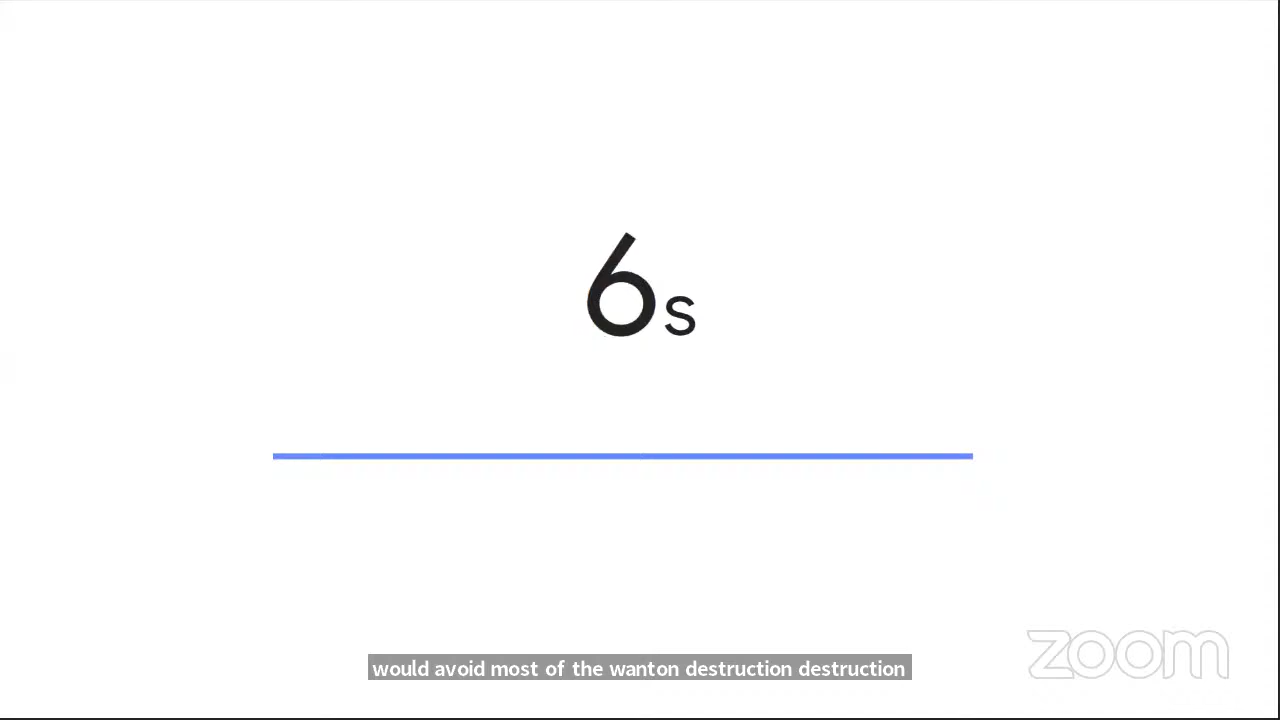 6s
would avoid most of the wanton destruction destruction
zoom